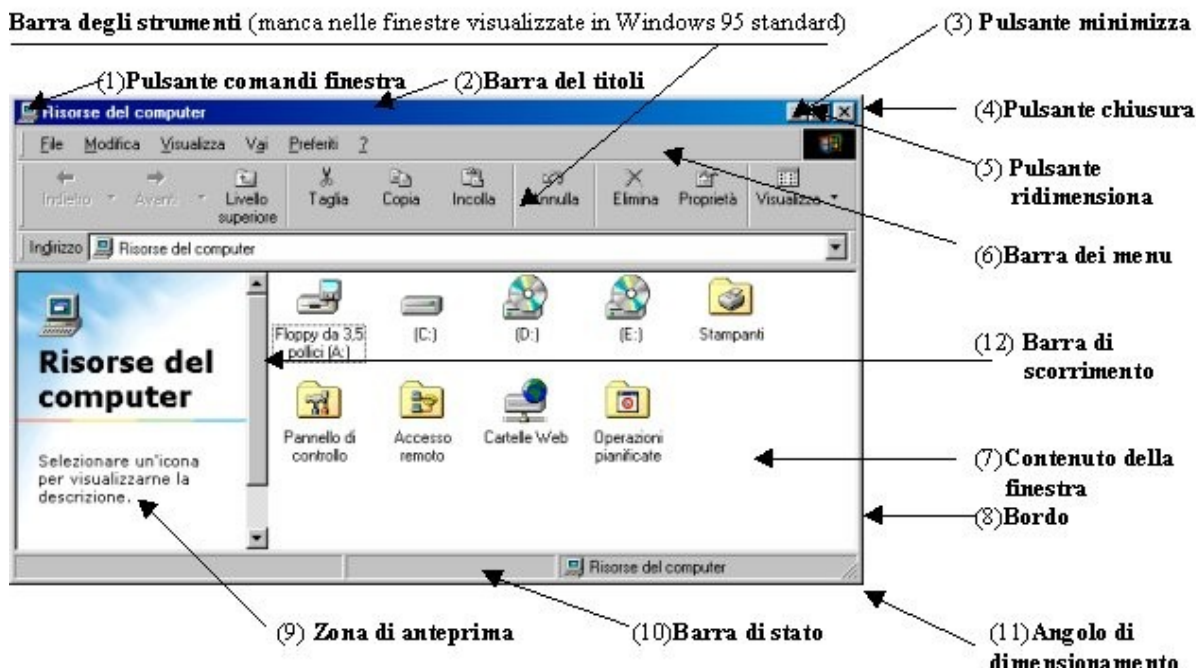 Barra degli strumenti (manca nelle finestre visualizzate in Windows 95 standard)
(3) Pulsante minimizza
(1)Pulsante comandi finestra
(2)Barra del titoli
Risorse del computer
(4)Pulsante chiusura
File Modifica Visualizza Vai Preferiti ?
(5) Pulsante
ridimensiona
Indietro Avanti Livello
superiore
Taglia Copia Incolla Annulla Elimina Proprietà Visualizza
Indirizzo Risorse del computer
(6)Barra dei menu
Floppy da 3,5
pollici (A:)
(C:)
(D:)
(E:)
Stampanti
Risorse del
computer
(12) Barra di
scorrimento
Pannello di
controllo
Accesso
remoto
Cartelle Web
Operazioni
pianificate
Selezionare un'icona
per visualizzarne la
descrizione.
(7)Contenuto della
finestra
(8)Bordo
Risorse del computer
(9) Zona di anteprima
(10)Barra di stato
(11)Angolo di
dimensionamento